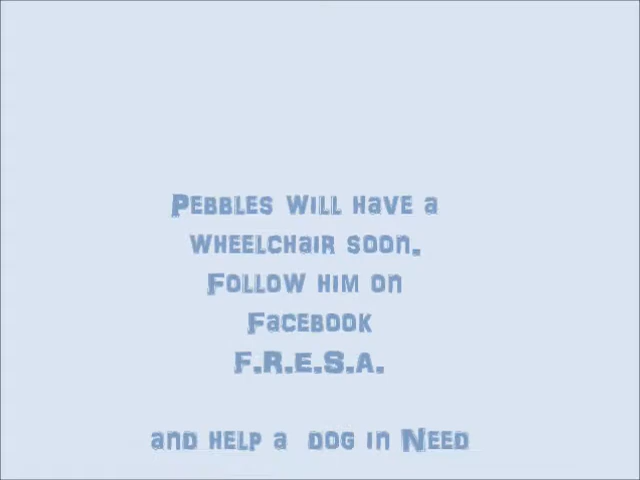 Pebbles will have a
wheelchair soon.
Follow him on
Facebook
F.R.E.S.A.
and help a dog in Need